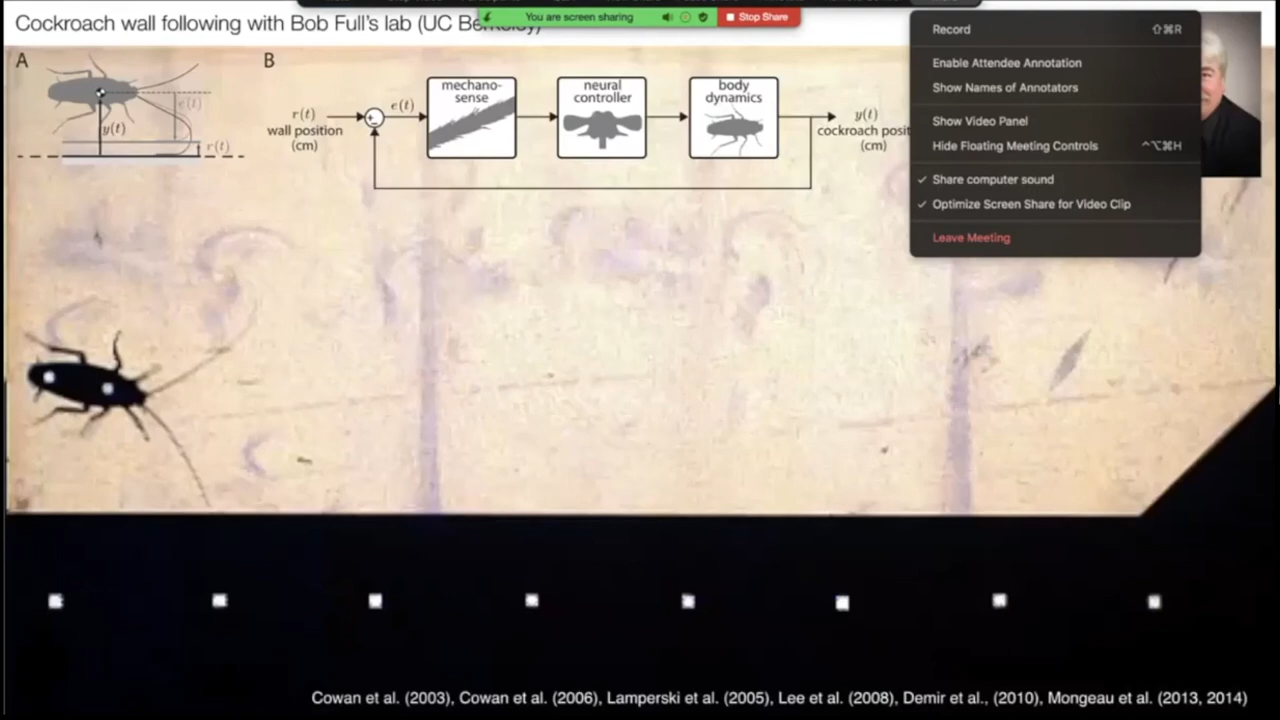 Cockroach wall following with Bob Full's lab (UC Berkeley)
You are screen sharing
Stop Share
Record ⇧⌘R
Enable Attendee Annotation
Show Names of Annotators
Show Video Panel
Hide Floating Meeting Controls ^⌥⌘H
✓ Share computer sound
✓ Optimize Screen Share for Video Clip
Leave Meeting
A
e(t)
y(t)
r(t)
B
r(t)
wall position
(cm)
+
−
e(t)
mechano-
sense
neural
controller
body
dynamics
y(t)
cockroach posit
(cm)
Cowan et al. (2003), Cowan et al. (2006), Lamperski et al. (2005), Lee et al. (2008), Demir et al., (2010), Mongeau et al. (2013, 2014)